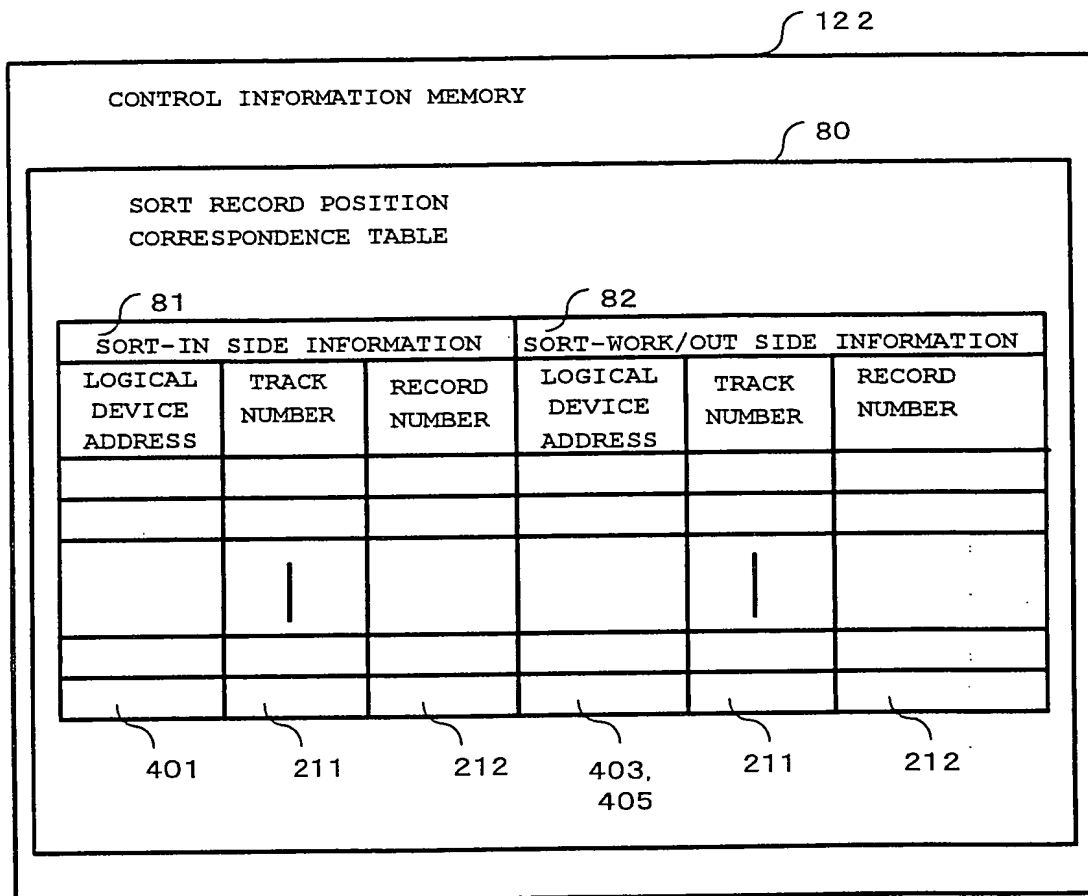 122
CONTROL INFORMATION MEMORY
80
SORT RECORD POSITION
CORRESPONDENCE TABLE
81
82
SORT-IN SIDE INFORMATION
SORT-WORK/OUT SIDE INFORMATION
LOGICAL
DEVICE
ADDRESS
TRACK
NUMBER
RECORD
NUMBER
LOGICAL
DEVICE
ADDRESS
TRACK
NUMBER
RECORD
NUMBER
401
211
212
403,
405
211
212